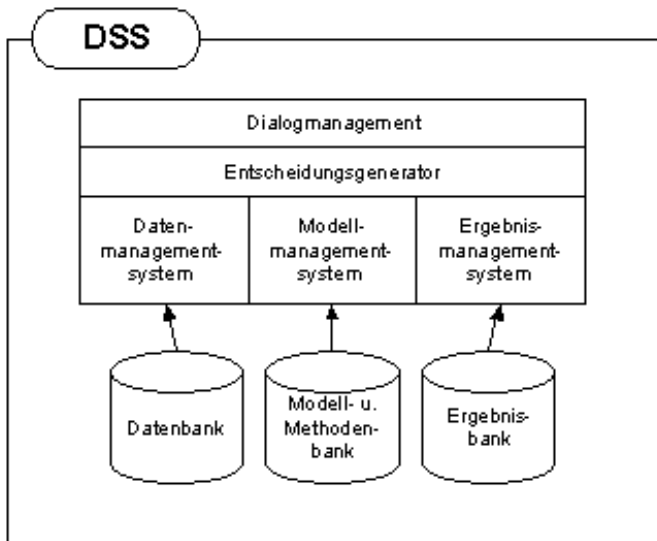 DSS
Dialogmanagement
Entscheidungsgenerator
Daten-
management-
system
Modell-
management-
system
Ergebnis-
management-
system
Datenbank
Modell- u.
Methoden-
bank
Ergebnis-
bank